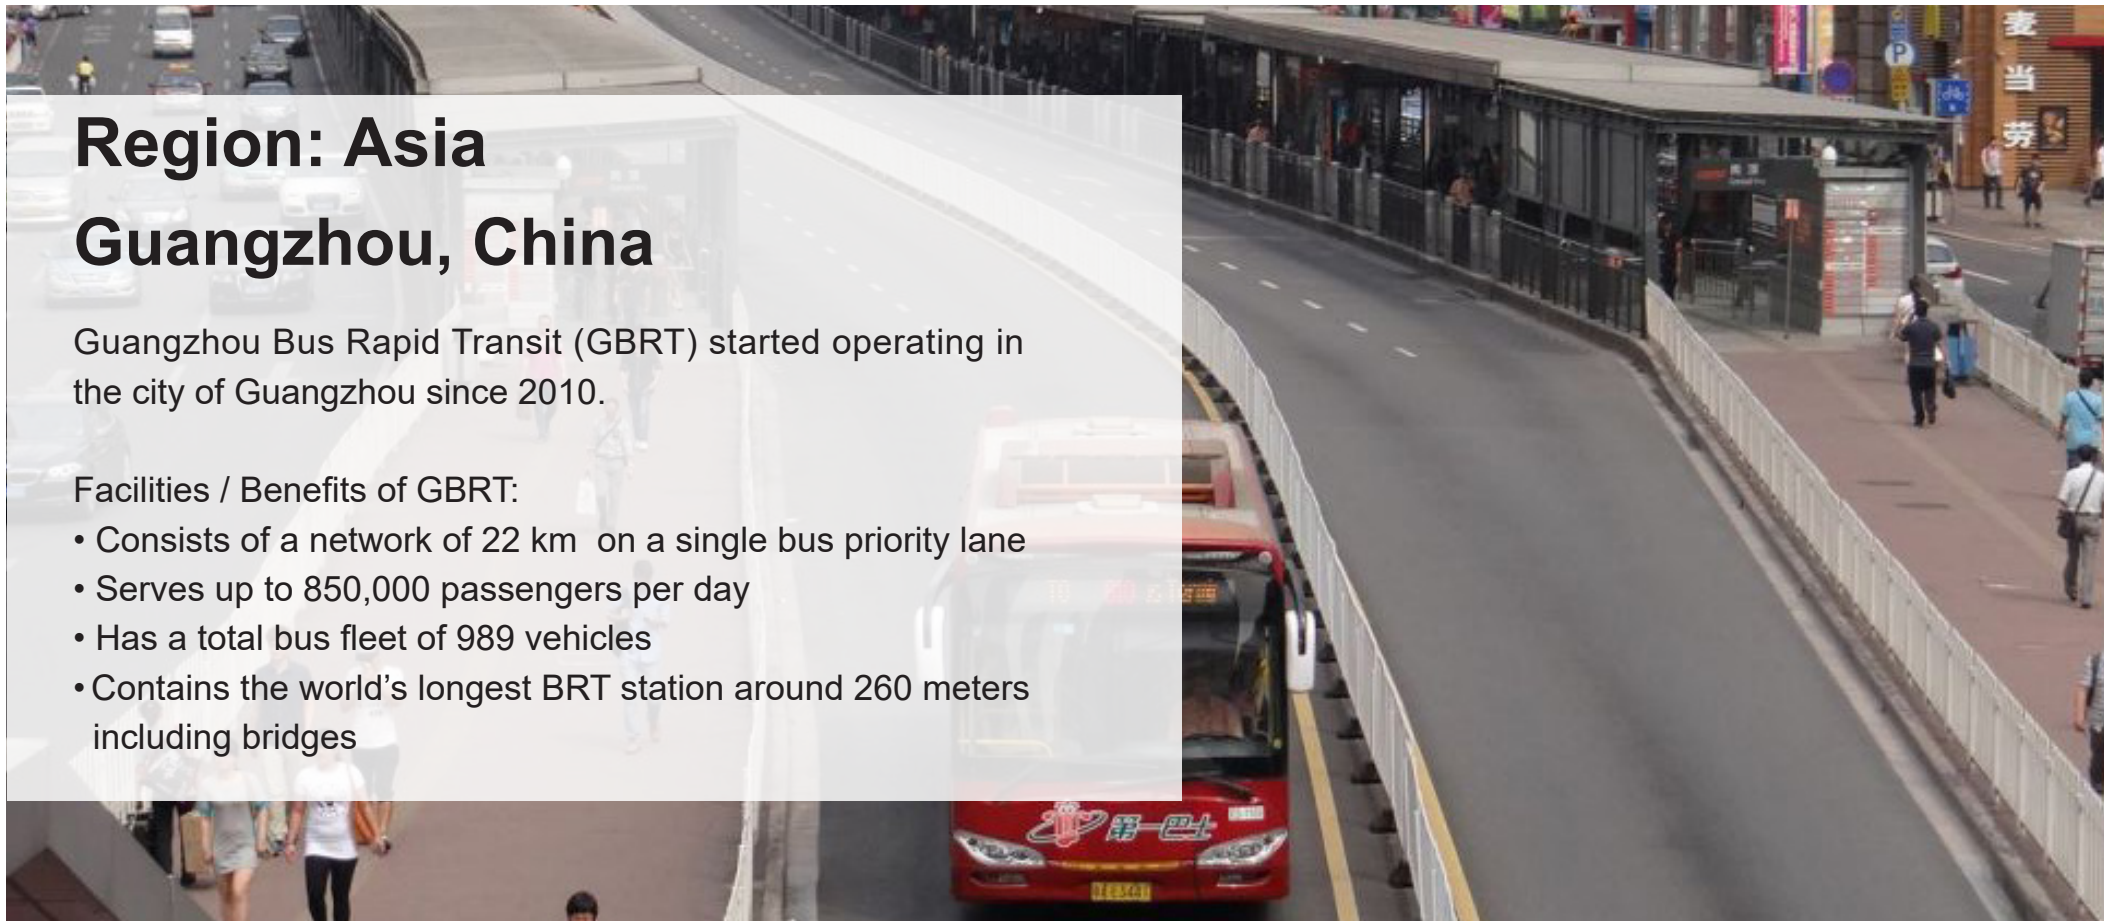 麦
当
劳
P
Region: Asia
Guangzhou, China
Guangzhou Bus Rapid Transit (GBRT) started operating in
the city of Guangzhou since 2010.
Facilities / Benefits of GBRT:
• Consists of a network of 22 km  on a single bus priority lane
• Serves up to 850,000 passengers per day
• Has a total bus fleet of 989 vehicles
• Contains the world’s longest BRT station around 260 meters
including bridges
第一巴士